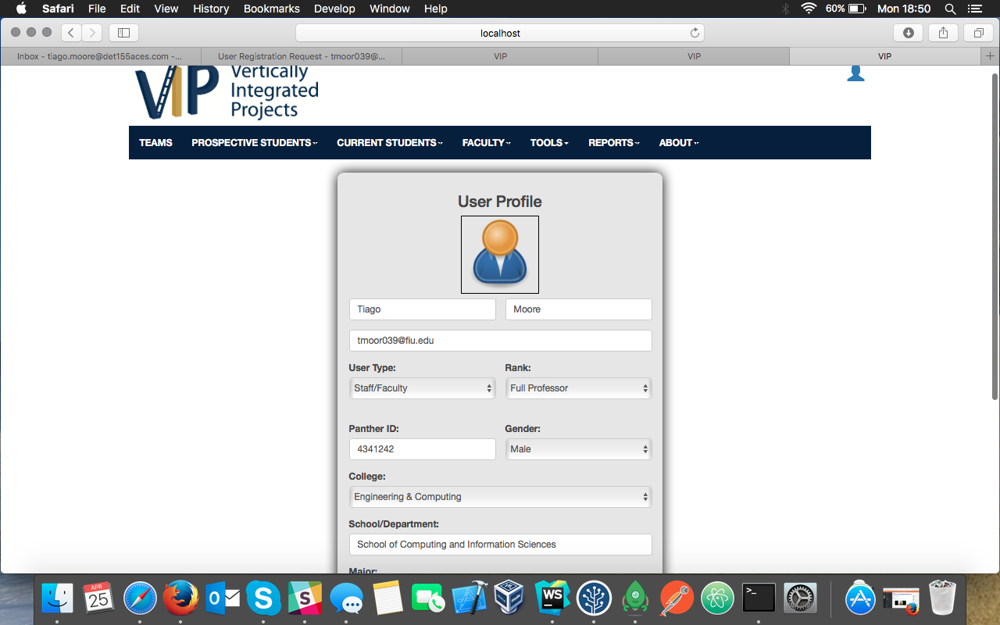 Safari File Edit View History Bookmarks Develop Window Help 60% Mon 18:50
localhost
Inbox - tiago.moore@det155aces.com -... User Registration Request - tmoor039@... VIP VIP VIP
VIP Vertically
Integrated
Projects
TEAMS PROSPECTIVE STUDENTS CURRENT STUDENTS FACULTY TOOLS REPORTS ABOUT
User Profile
Tiago Moore
tmoor039@fiu.edu
User Type: Rank:
Staff/Faculty Full Professor
Panther ID: Gender:
4341242 Male
College:
Engineering & Computing
School/Department:
School of Computing and Information Sciences
Major:
APR
25
O S S WS >_